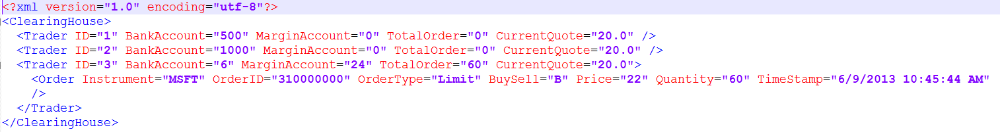 <?xml version="1.0" encoding="utf-8"?>
<ClearingHouse>
<Trader ID="1" BankAccount="500" MarginAccount="0" TotalOrder="0" CurrentQuote="20.0" />
<Trader ID="2" BankAccount="1000" MarginAccount="0" TotalOrder="0" CurrentQuote="20.0" />
<Trader ID="3" BankAccount="6" MarginAccount="24" TotalOrder="60" CurrentQuote="20.0">
<Order Instrument="MSFT" OrderID="310000000" OrderType="Limit" BuySell="B" Price="22" Quantity="60" TimeStamp="6/9/2013 10:45:44 AM"
/>
</Trader>
</ClearingHouse>